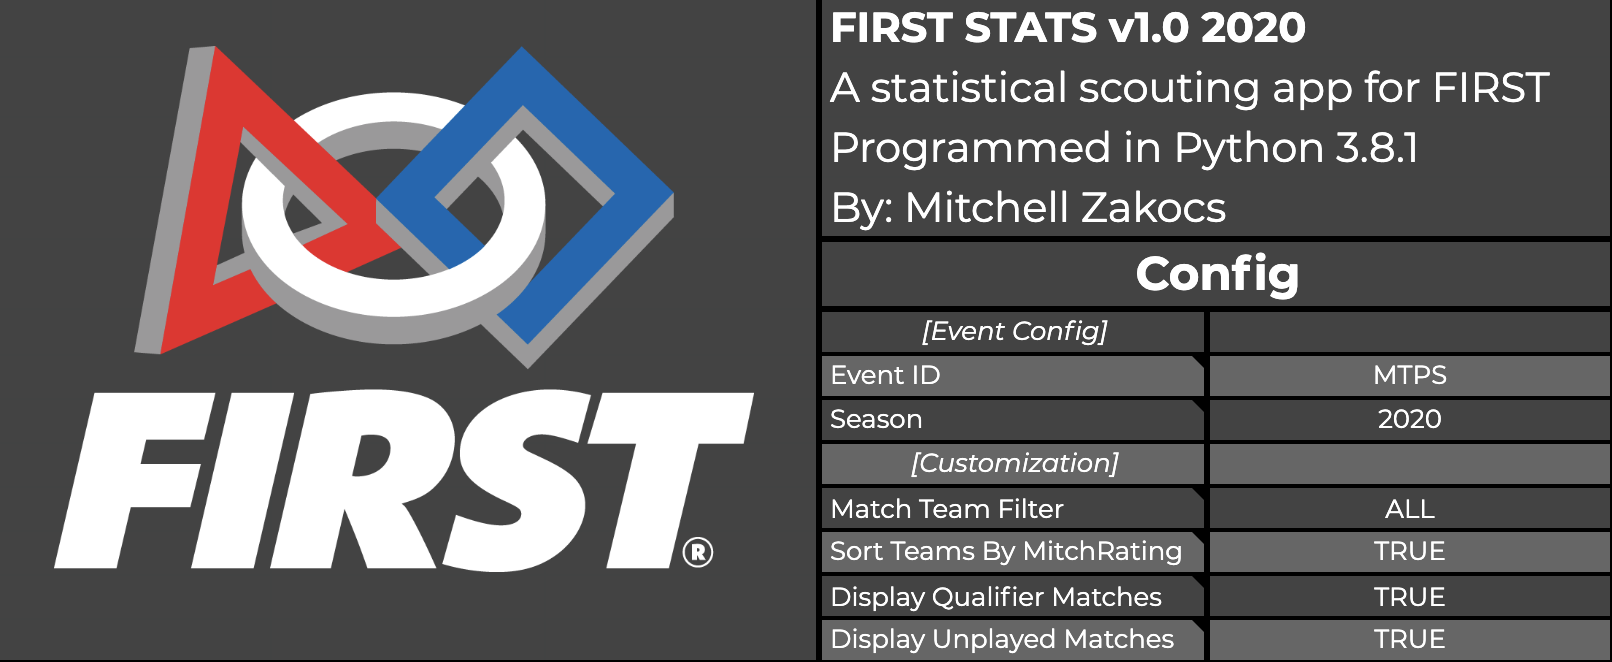 FIRST®
FIRST STATS v1.0 2020
A statistical scouting app for FIRST
Programmed in Python 3.8.1
By: Mitchell Zakocs
Config
[Event Config]
Event ID MTPS
Season 2020
[Customization]
Match Team Filter ALL
Sort Teams By MitchRating TRUE
Display Qualifier Matches TRUE
Display Unplayed Matches TRUE